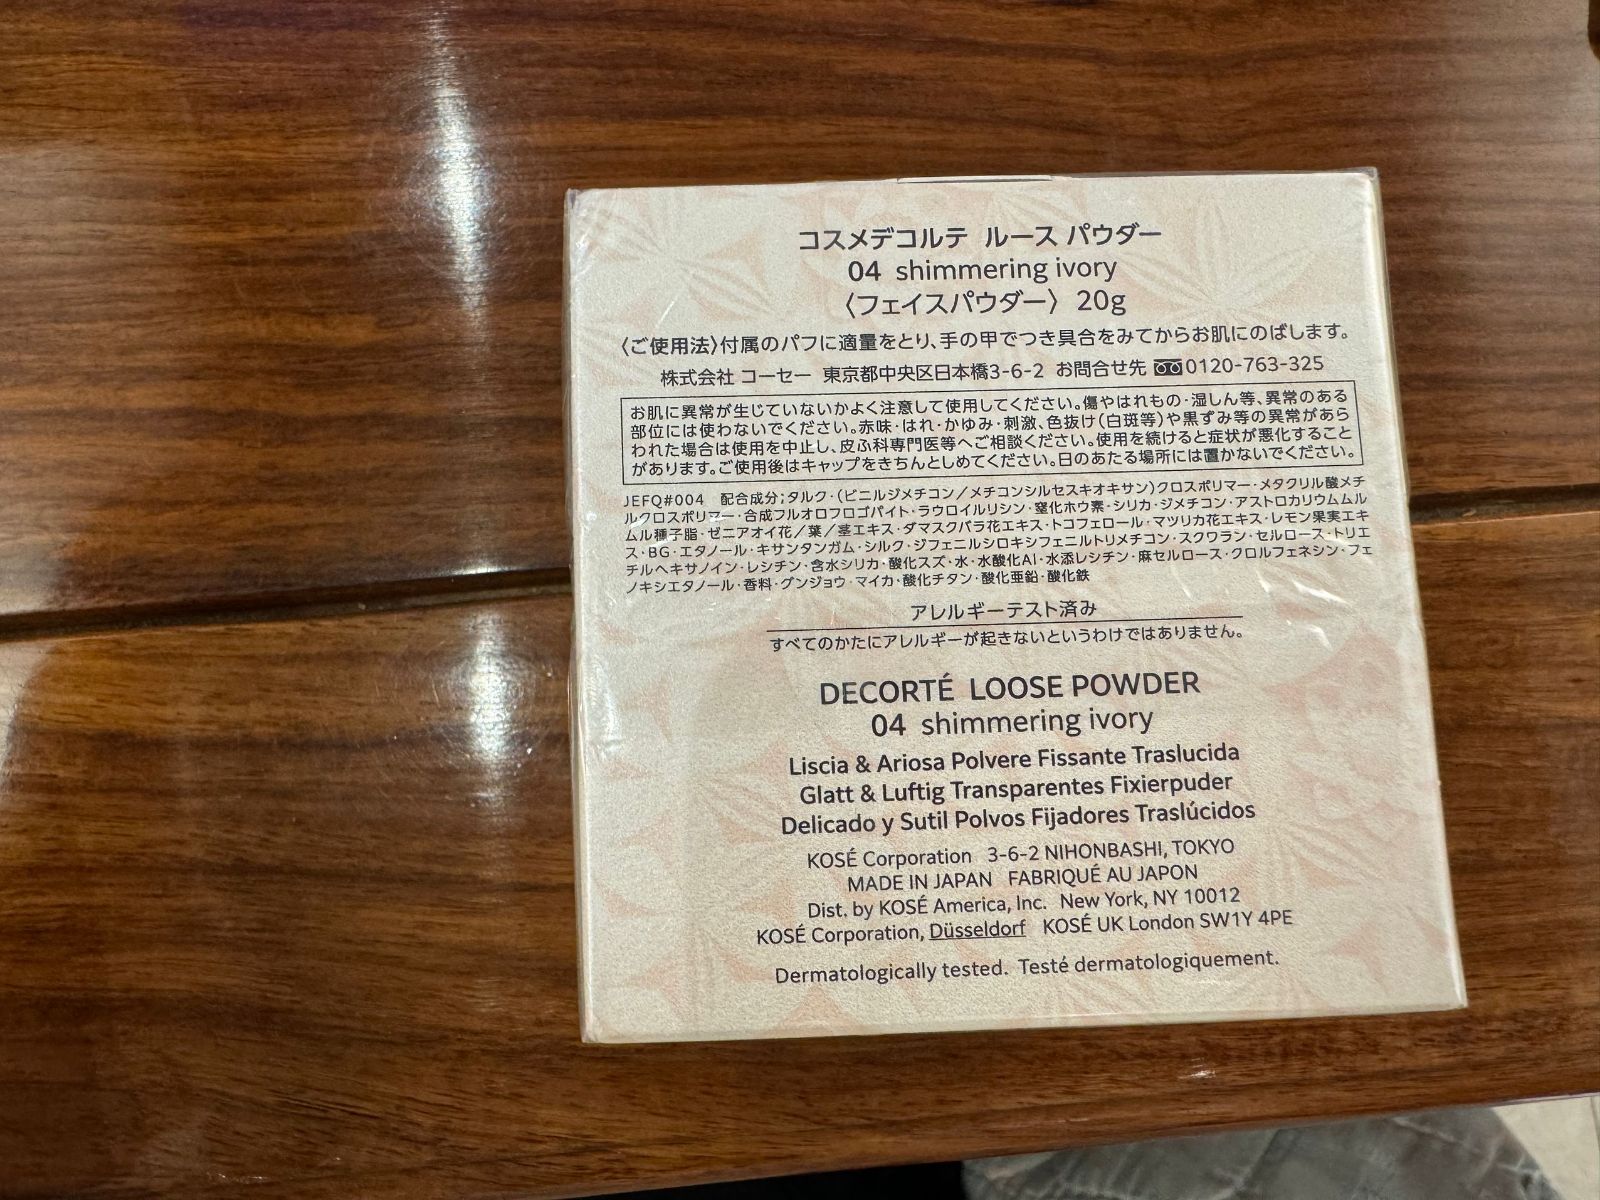 コスメデコルテ ルース パウダー
04 shimmering ivory
〈フェイスパウダー〉 20g
〈ご使用法〉付属のパフに適量をとり、手の甲でつき具合をみてからお肌にのばします。
株式会社 コーセー 東京都中央区日本橋3-6-2 お問合せ先 0120-763-325
お肌に異常が生じていないかよく注意して使用してください。傷やはれもの・湿しん等、異常のある
部位には使わないでください。赤味・はれ・かゆみ・刺激、色抜け(白斑等)や黒ずみ等の異常があら
われた場合は使用を中止し、皮ふ科専門医等へご相談ください。使用を続けると症状が悪化すること
があります。ご使用後はキャップをきちんとしめてください。日のあたる場所には置かないでください。
JEFQ#004 配合成分;タルク・(ビニルジメチコン/メチコンシルセスキオキサン)クロスポリマー・メタクリル酸メチ
ルクロスポリマー・合成フルオロフロゴパイト・ラウロイルリシン・窒化ホウ素・シリカ・ジメチコン・アストロカリウムムル
ムル種子脂・ゼニアオイ花/葉/茎エキス・ダマスクバラ花エキス・トコフェロール・マツリカ花エキス・レモン果実エキ
ス・BG・エタノール・キサンタンガム・シルク・ジフェニルシロキシフェニルトリメチコン・スクワラン・セルロース・トリエ
チルヘキサノイン・レシチン・含水シリカ・酸化スズ・水・水酸化Al・水添レシチン・麻セルロース・クロルフェネシン・フェ
ノキシエタノール・香料・グンジョウ・マイカ・酸化チタン・酸化亜鉛・酸化鉄
アレルギーテスト済み
すべてのかたにアレルギーが起きないというわけではありません。
DECORTÉ LOOSE POWDER
04 shimmering ivory
Liscia & Ariosa Polvere Fissante Traslucida
Glatt & Luftig Transparentes Fixierpuder
Delicado y Sutil Polvos Fijadores Traslúcidos
KOSÉ Corporation 3-6-2 NIHONBASHI, TOKYO
MADE IN JAPAN FABRIQUÉ AU JAPON
Dist. by KOSÉ America, Inc. New York, NY 10012
KOSÉ Corporation, Düsseldorf KOSÉ UK London SW1Y 4PE
Dermatologically tested. Testé dermatologiquement.